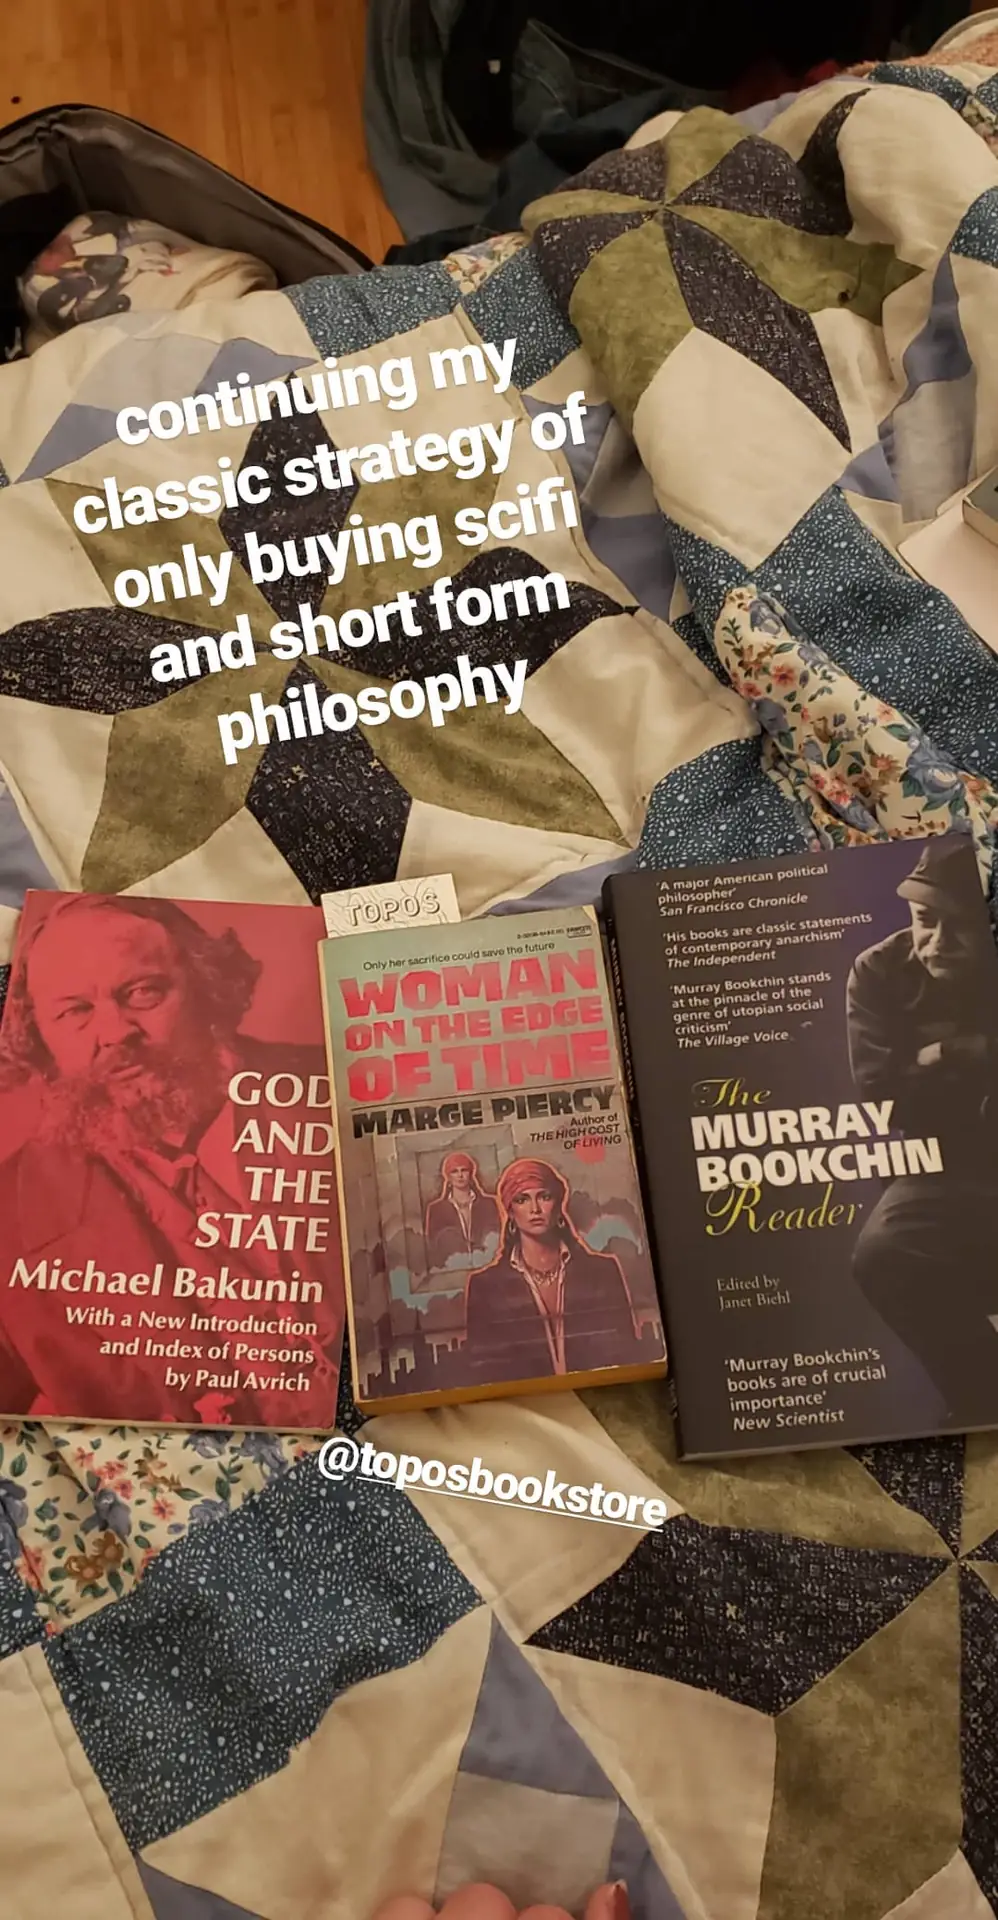 continuing my
classic strategy of
only buying scifi
and short form
philosophy
GOD
AND
THE
STATE
Michael Bakunin
With a New Introduction
and Index of Persons
by Paul Avrich
TOPOS
Only her sacrifice could save the future
WOMAN
ON THE EDGE
OF TIME
MARGE PIERCY
Author of
THE HIGH COST
OF LIVING
'A major American political
philosopher'
San Francisco Chronicle
'His books are classic statements
of contemporary anarchism'
The Independent
'Murray Bookchin stands
at the pinnacle of the
genre of utopian social
criticism'
The Village Voice
The
MURRAY
BOOKCHIN
Reader
Edited by
Janet Biehl
'Murray Bookchin's
books are of crucial
importance'
New Scientist
@toposbookstore